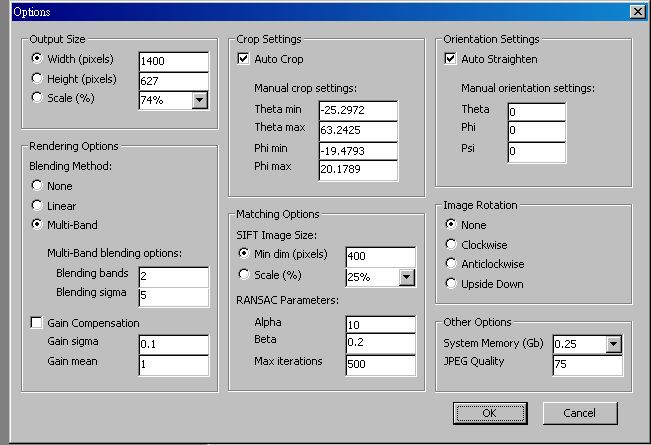 Options
Output Size
Width (pixels) 1400
Height (pixels) 627
Scale (%) 74%
Rendering Options
Blending Method:
None
Linear
Multi-Band
Multi-Band blending options:
Blending bands 2
Blending sigma 5
Gain Compensation
Gain sigma 0.1
Gain mean 1
Crop Settings
Auto Crop
Manual crop settings:
Theta min -25.2972
Theta max 63.2425
Phi min -19.4793
Phi max 20.1789
Matching Options
SIFT Image Size:
Min dim (pixels) 400
Scale (%) 25%
RANSAC Parameters:
Alpha 10
Beta 0.2
Max iterations 500
Orientation Settings
Auto Straighten
Manual orientation settings:
Theta 0
Phi 0
Psi 0
Image Rotation
None
Clockwise
Anticlockwise
Upside Down
Other Options
System Memory (Gb) 0.25
JPEG Quality 75
OK Cancel